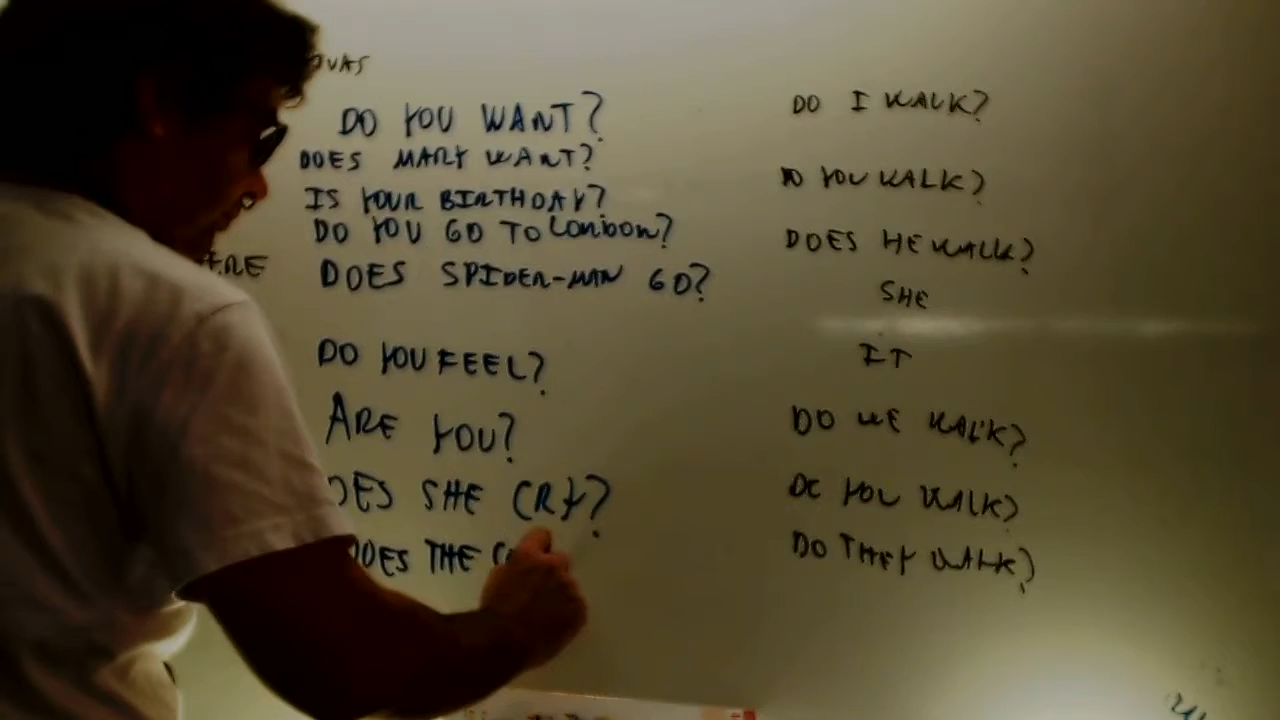 DO YOU WANT?
DOES MARY WANT?
IS YOUR BIRTHDAY?
DO YOU GO TO LONDON?
DOES SPIDER-MAN GO?
DO YOU FEEL?
ARE YOU?
DOES SHE CRY?
DOES THE
DO I WALK?
DO YOU WALK?
DOES HE WALK?
SHE
IT
DO WE WALK?
DO YOU WALK?
DO THEY WALK?